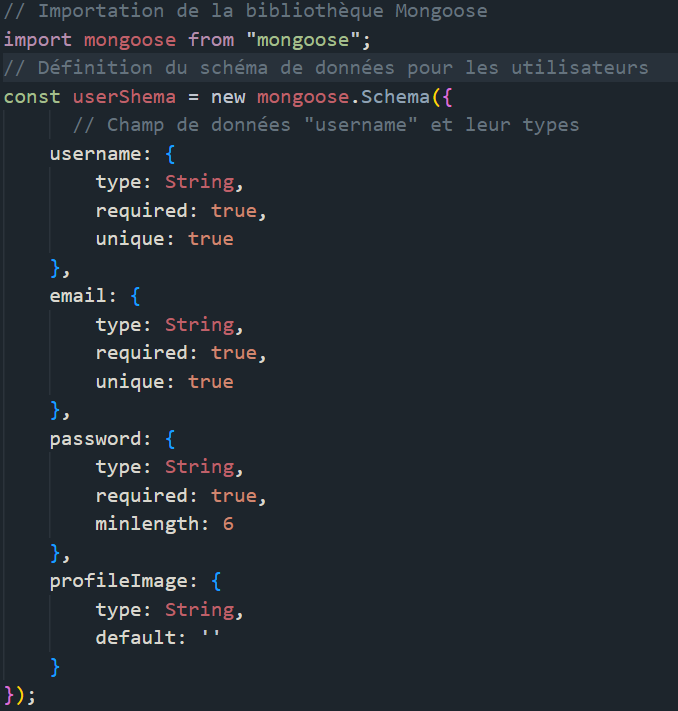 // Importation de la bibliothèque Mongoose
import mongoose from "mongoose";
// Définition du schéma de données pour les utilisateurs
const userShema = new mongoose.Schema({
      // Champ de données "username" et leur types
    username: {
        type: String,
        required: true,
        unique: true
    },
    email: {
        type: String,
        required: true,
        unique: true
    },
    password: {
        type: String,
        required: true,
        minlength: 6
    },
    profileImage: {
        type: String,
        default: ''
    }
});